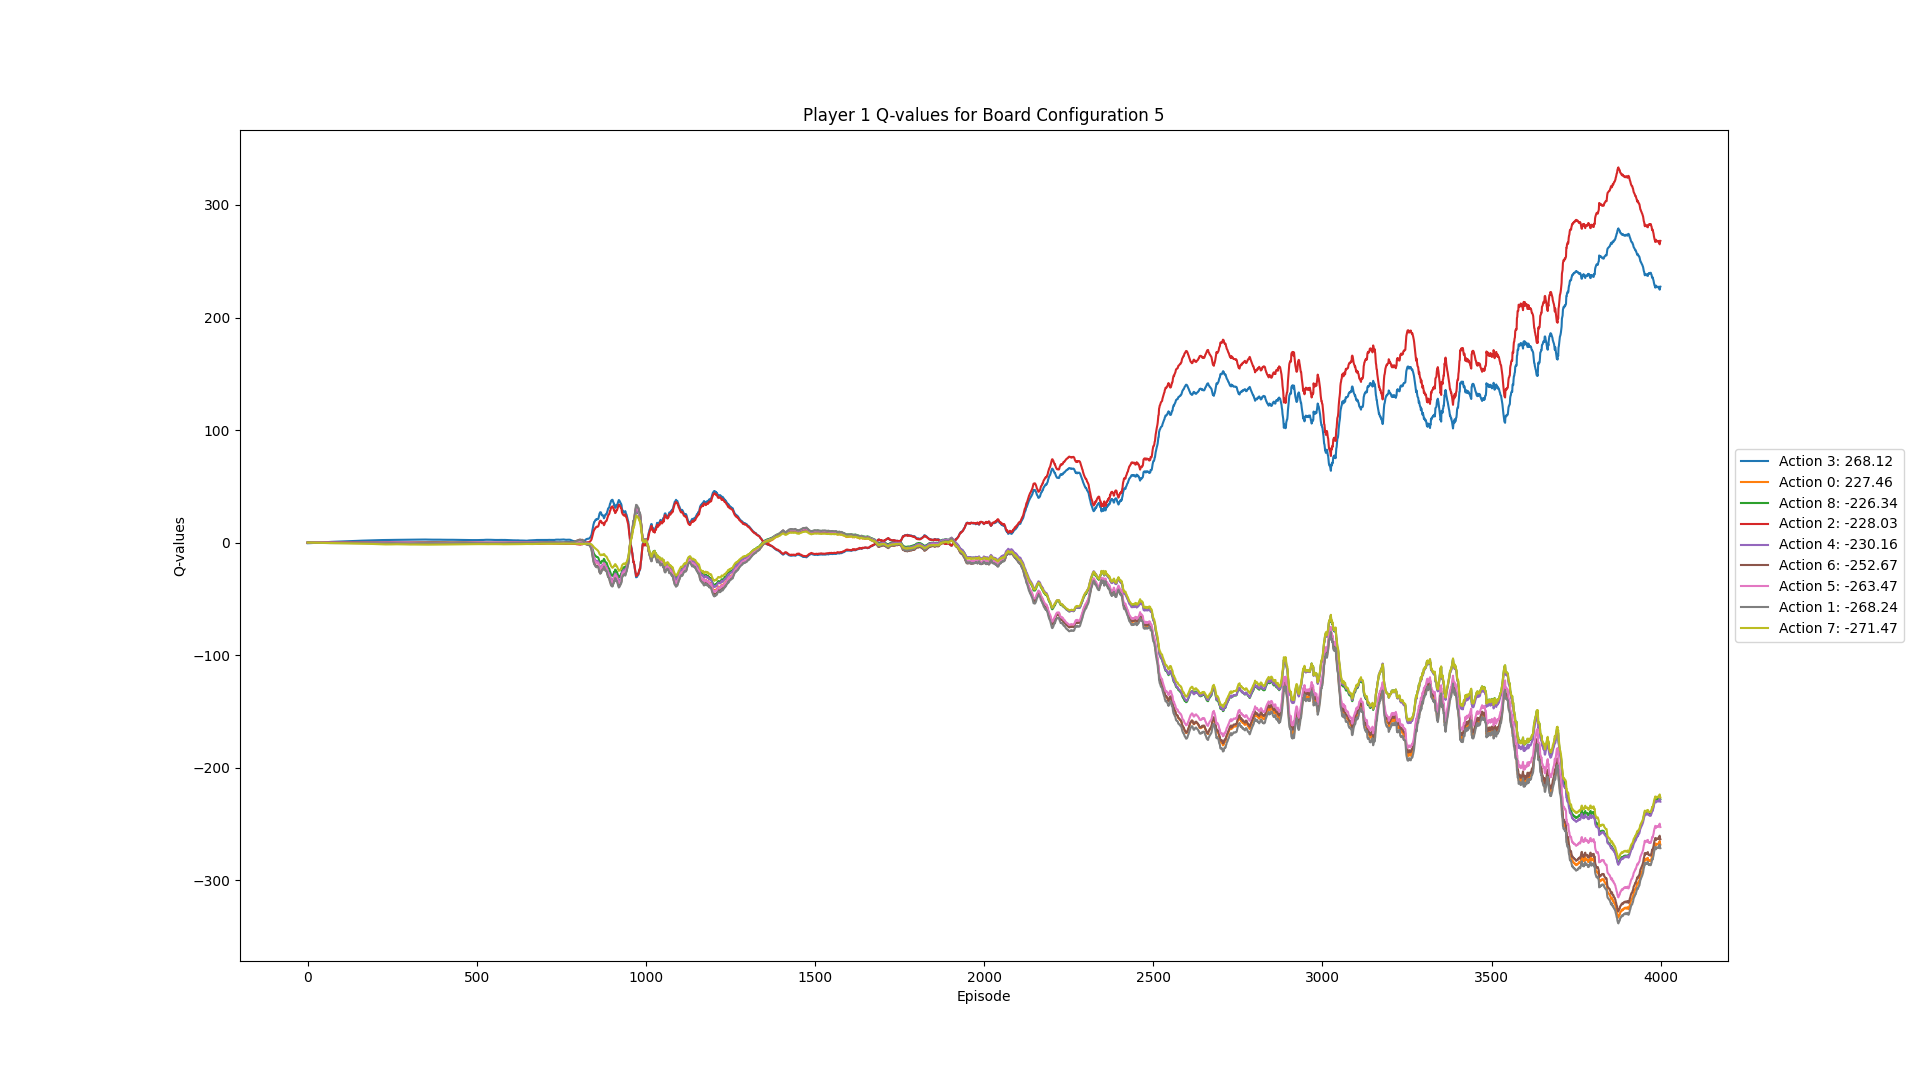 Player 1 Q-values for Board Configuration 5
300
200
100
0
−100
−200
−300
Q-values
0 500 1000 1500 2000 2500 3000 3500 4000
Episode
Action 3: 268.12
Action 0: 227.46
Action 8: -226.34
Action 2: -228.03
Action 4: -230.16
Action 6: -252.67
Action 5: -263.47
Action 1: -268.24
Action 7: -271.47